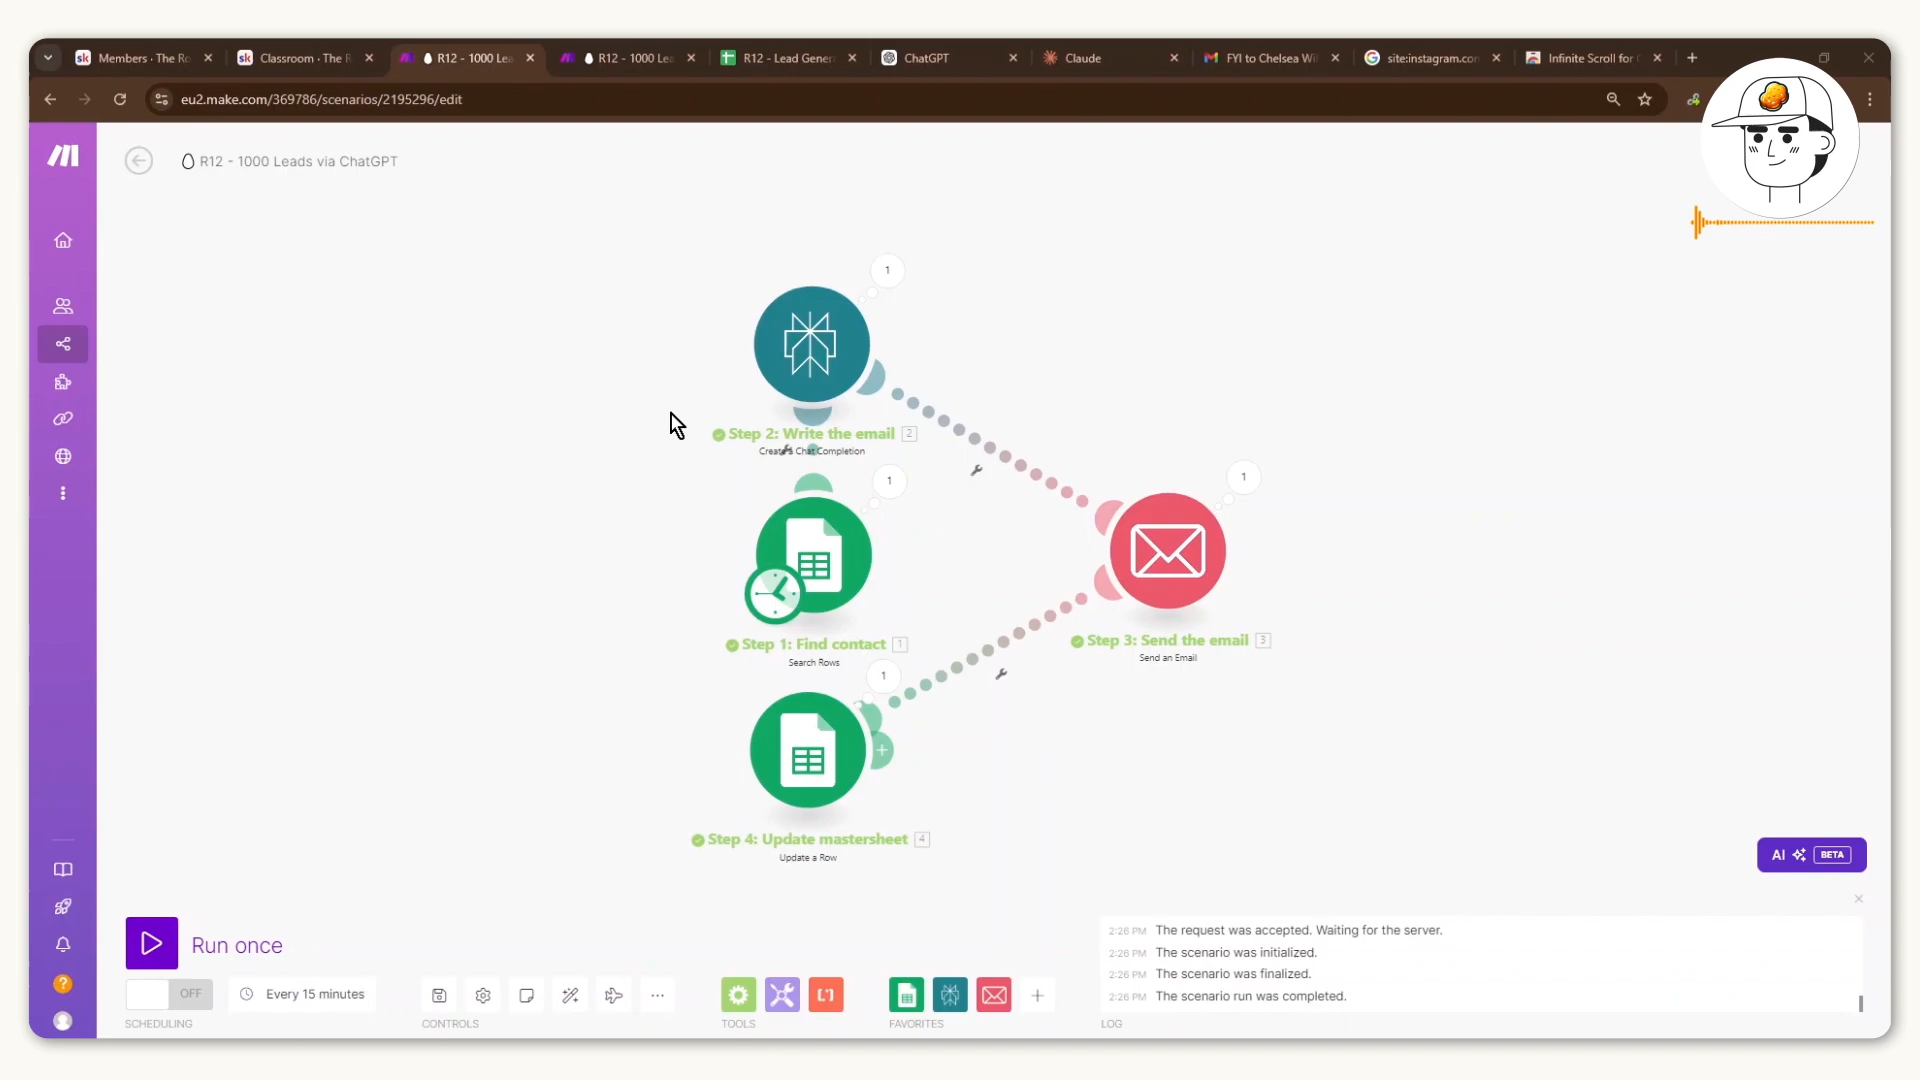 Members · The Ro
Classroom · The R
R12 - 1000 Lea
R12 - 1000 Lea
R12 - Lead Gener
ChatGPT
Claude
FYI to Chelsea Wil
site:instagram.con
Infinite Scroll for
eu2.make.com/369786/scenarios/2195296/edit
R12 - 1000 Leads via ChatGPT
1
Step 2: Write the email 2
Create a Chat Completion
1
1
Step 1: Find contact 1
Search Rows
Step 3: Send the email 3
Send an Email
1
Step 4: Update mastersheet 4
Update a Row
AI BETA
Run once
2:26 PM The request was accepted. Waiting for the server.
2:26 PM The scenario was initialized.
2:26 PM The scenario was finalized.
2:26 PM The scenario run was completed.
OFF
Every 15 minutes
SCHEDULING
CONTROLS
TOOLS
FAVORITES
LOG